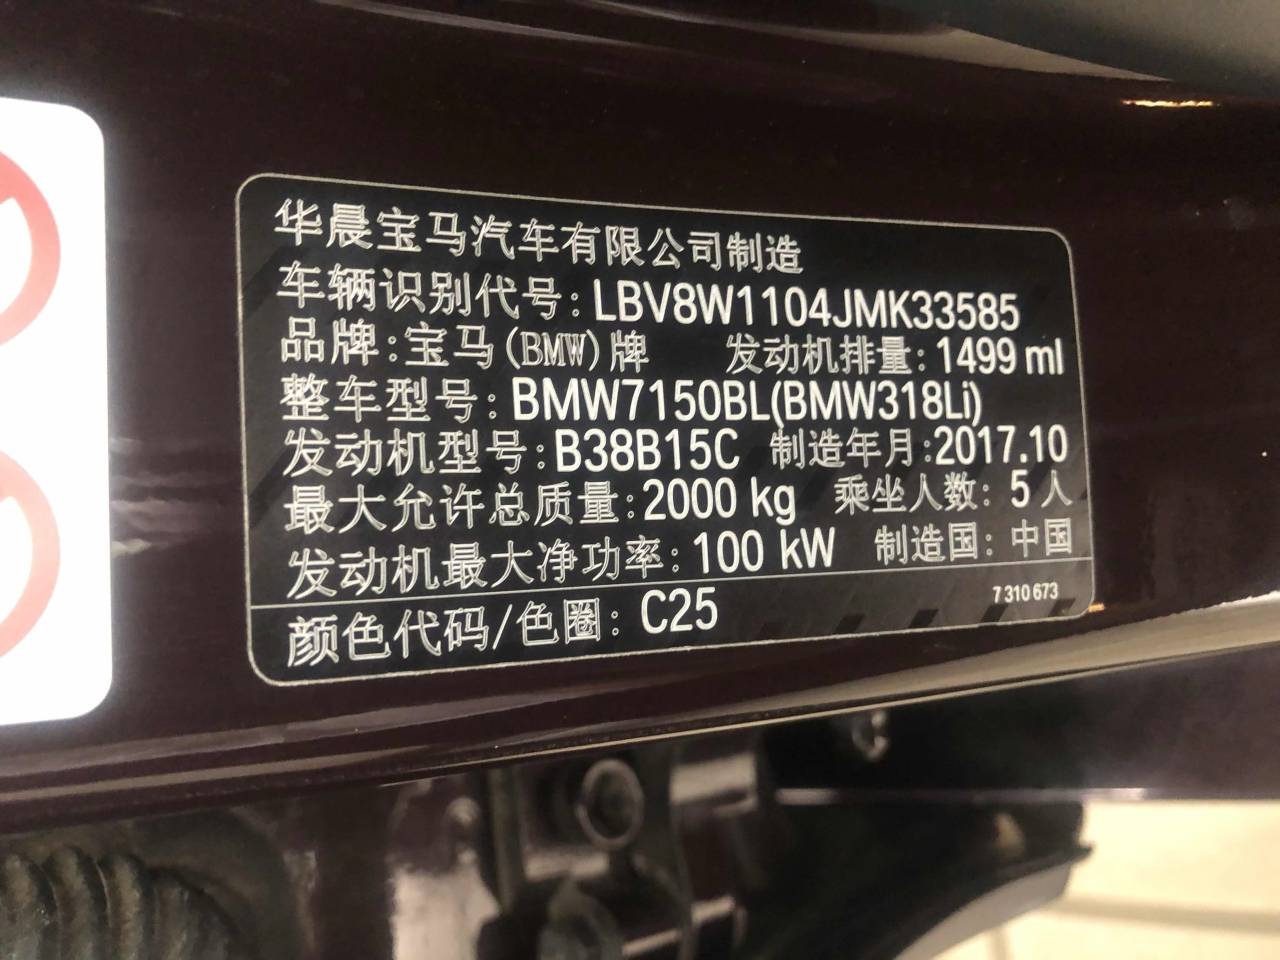 华晨宝马汽车有限公司制造
车辆识别代号:LBV8W1104JMK33585
品牌:宝马(BMW)牌 发动机排量:1499 ml
整车型号:BMW7150BL(BMW318Li)
发动机型号:B38B15C 制造年月:2017.10
最大允许总质量:2000 kg 乘坐人数:5人
发动机最大净功率:100 kW 制造国:中国
7 310 673
颜色代码/色圈:C25